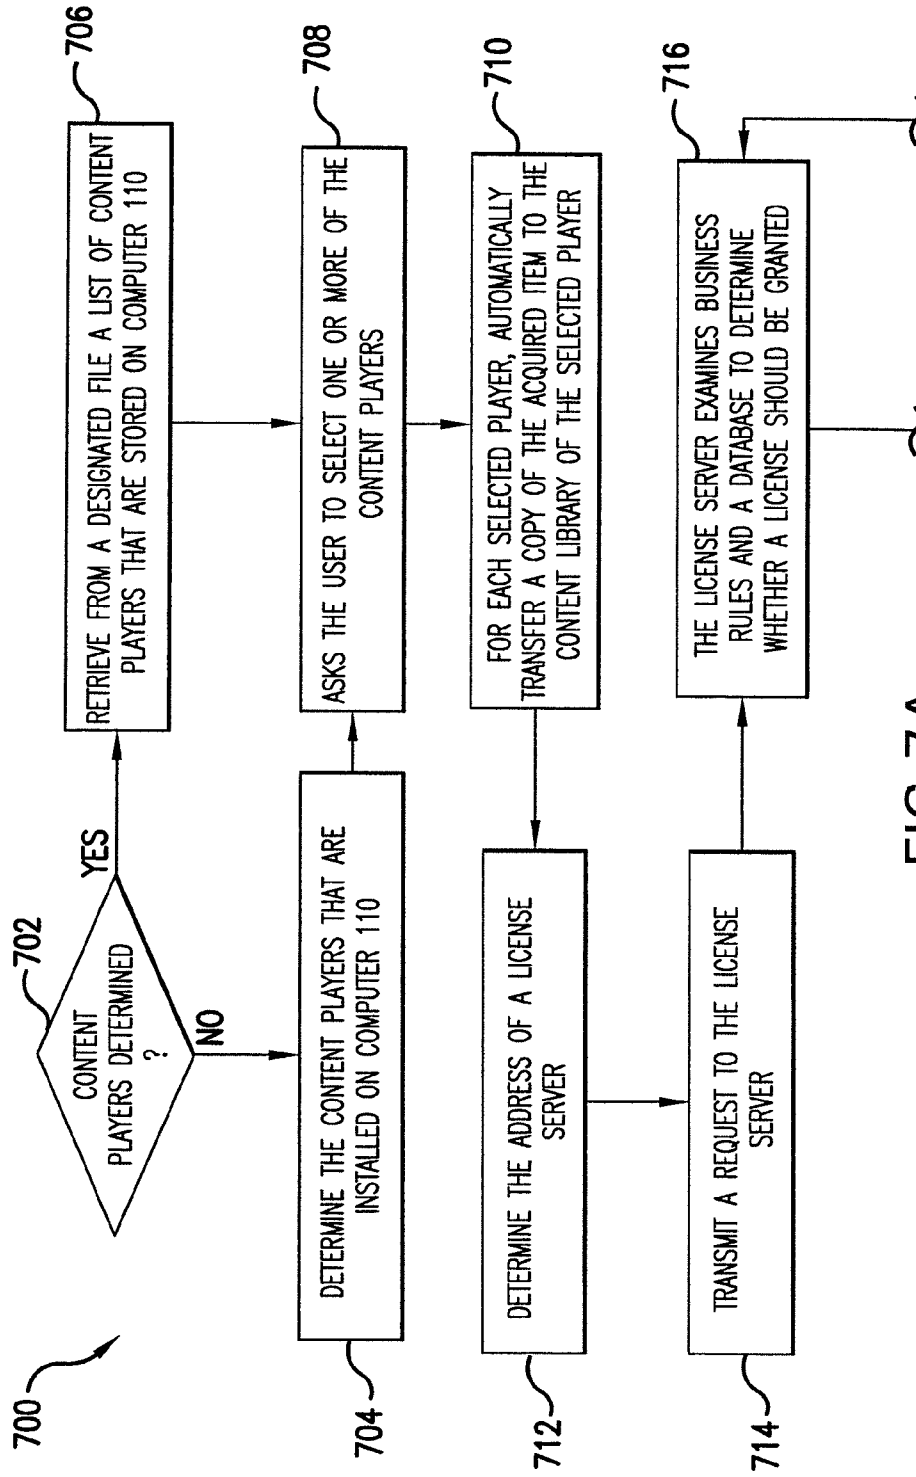 700
702
CONTENT
PLAYERS DETERMINED
?
YES
NO
706
RETRIEVE FROM A DESIGNATED FILE A LIST OF CONTENT
PLAYERS THAT ARE STORED ON COMPUTER 110
704
DETERMINE THE CONTENT PLAYERS THAT ARE
INSTALLED ON COMPUTER 110
708
ASKS THE USER TO SELECT ONE OR MORE OF THE
CONTENT PLAYERS
710
FOR EACH SELECTED PLAYER, AUTOMATICALLY
TRANSFER A COPY OF THE ACQUIRED ITEM TO THE
CONTENT LIBRARY OF THE SELECTED PLAYER
712
DETERMINE THE ADDRESS OF A LICENSE
SERVER
714
TRANSMIT A REQUEST TO THE LICENSE
SERVER
716
THE LICENSE SERVER EXAMINES BUSINESS
RULES AND A DATABASE TO DETERMINE
WHETHER A LICENSE SHOULD BE GRANTED
FIG. 7A